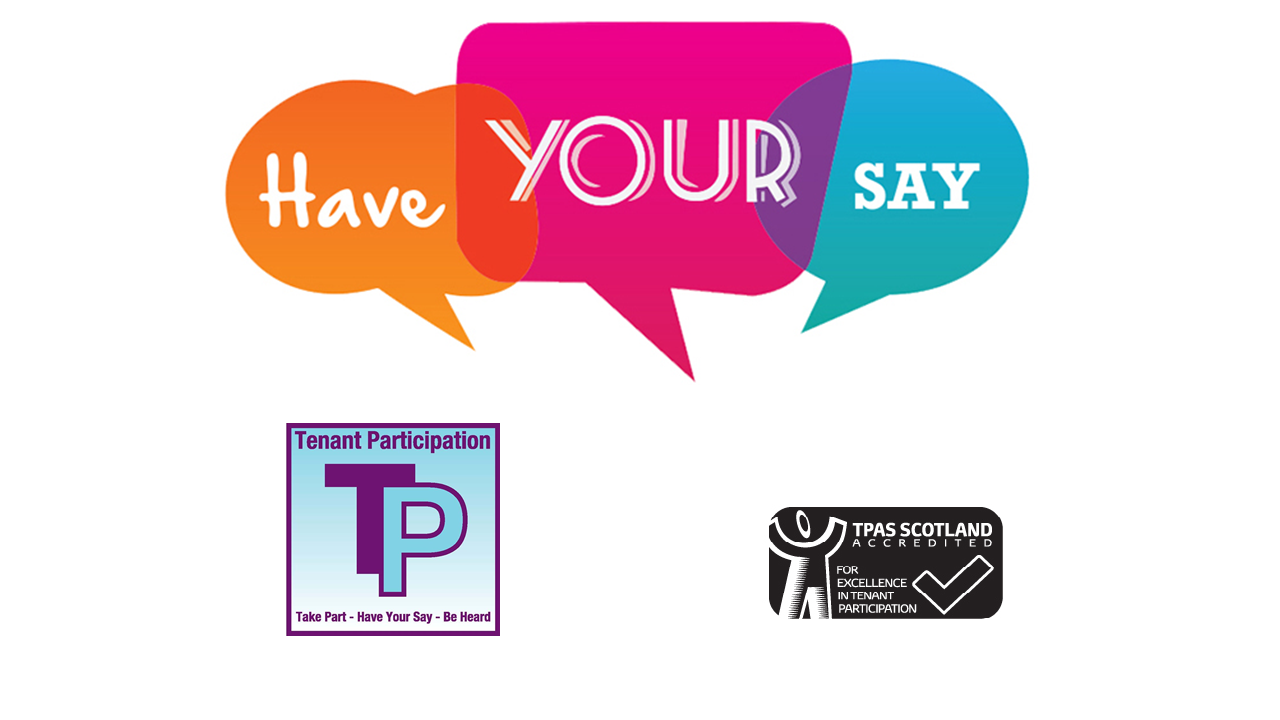 Have YOUR SAY
Tenant Participation
TP
Take Part - Have Your Say - Be Heard
TPAS SCOTLAND
ACCREDITED
FOR
EXCELLENCE
IN TENANT
PARTICIPATION